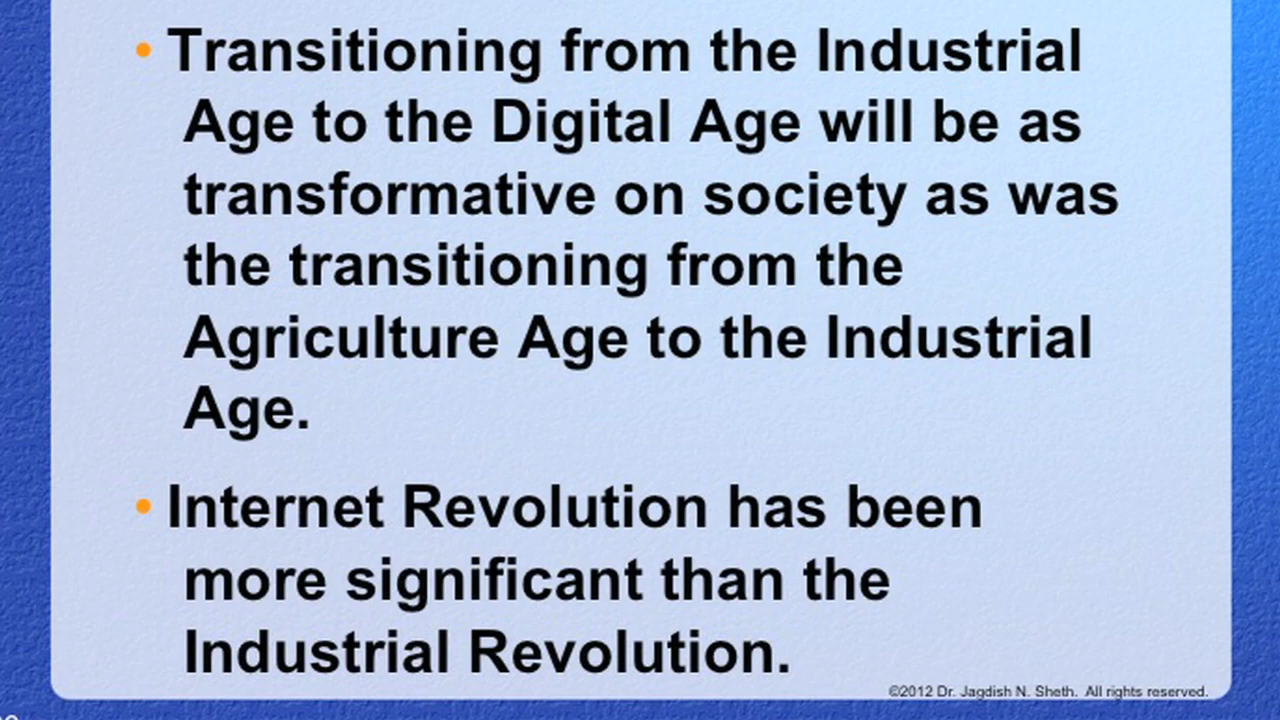 • Transitioning from the Industrial
Age to the Digital Age will be as
transformative on society as was
the transitioning from the
Agriculture Age to the Industrial
Age.
• Internet Revolution has been
more significant than the
Industrial Revolution.
©2012 Dr. Jagdish N. Sheth. All rights reserved.